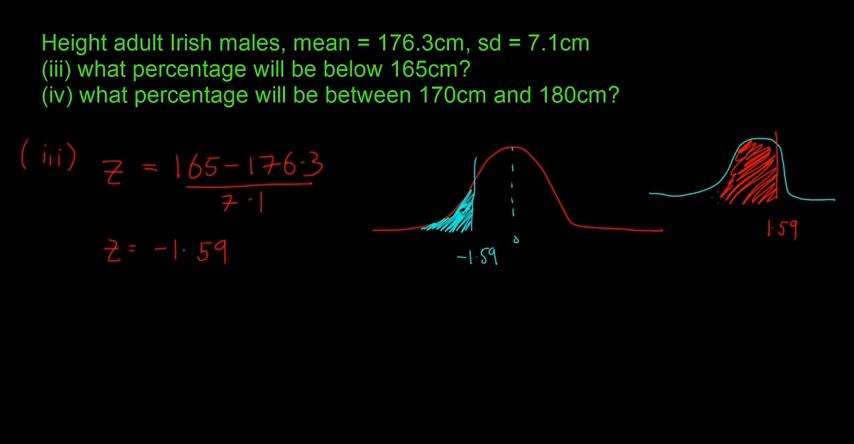 Height adult Irish males, mean = 176.3cm, sd = 7.1cm
(iii) what percentage will be below 165cm?
(iv) what percentage will be between 170cm and 180cm?
(iii) z = 165-176.3
7.1
z = -1.59
-1.59
0
1.59